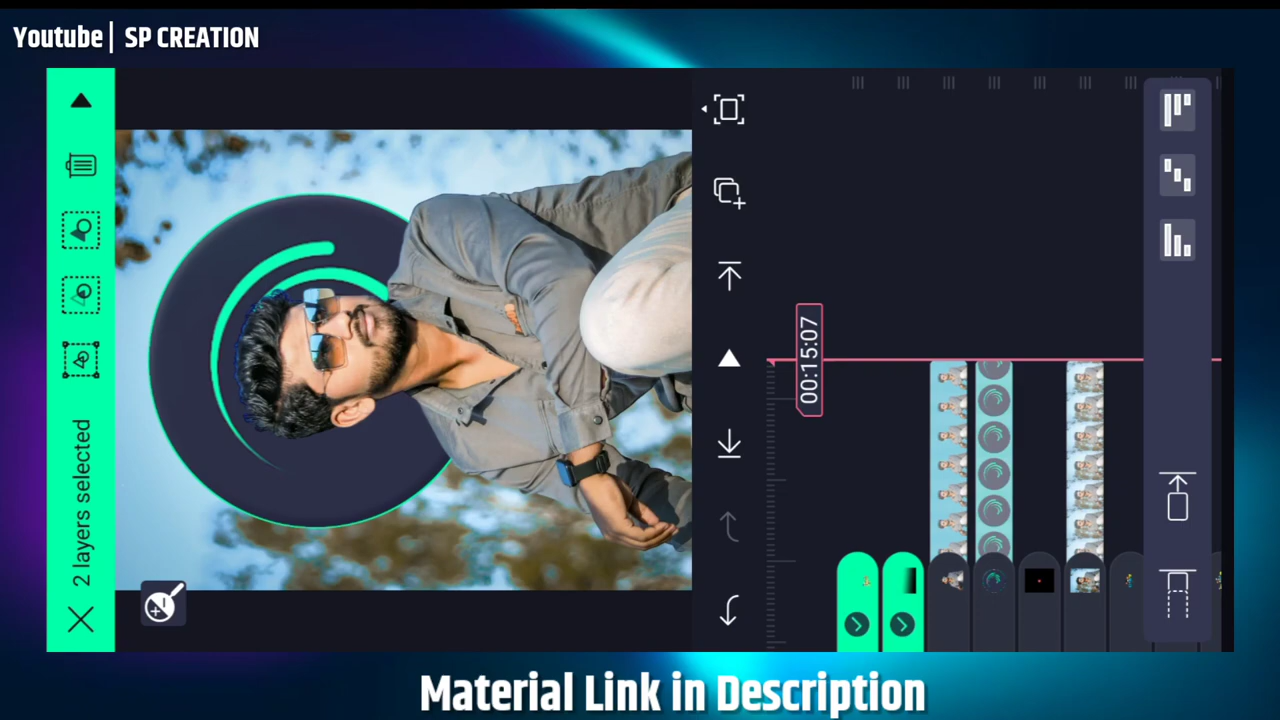 Youtube| SP CREATION
2 layers selected
00:15:07
Material Link in Description